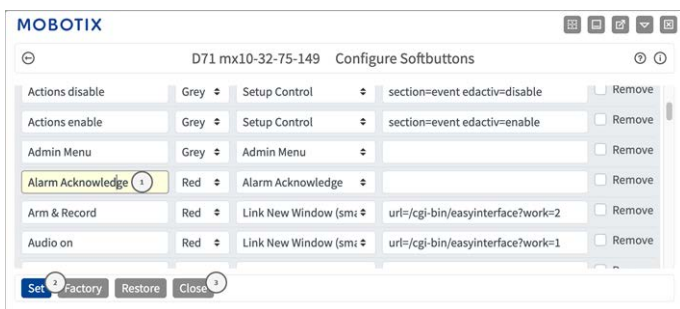 MOBOTIX
D71 mx10-32-75-149 Configure Softbuttons
Actions disable Grey Setup Control section=event edactiv=disable Remove
Actions enable Grey Setup Control section=event edactiv=enable Remove
Admin Menu Grey Admin Menu Remove
Alarm Acknowledge 1 Red Alarm Acknowledge Remove
Arm & Record Red Link New Window (sma url=/cgi-bin/easyinterface?work=2 Remove
Audio on Red Link New Window (sma url=/cgi-bin/easyinterface?work=1 Remove
Set 2 Factory Restore Close 3